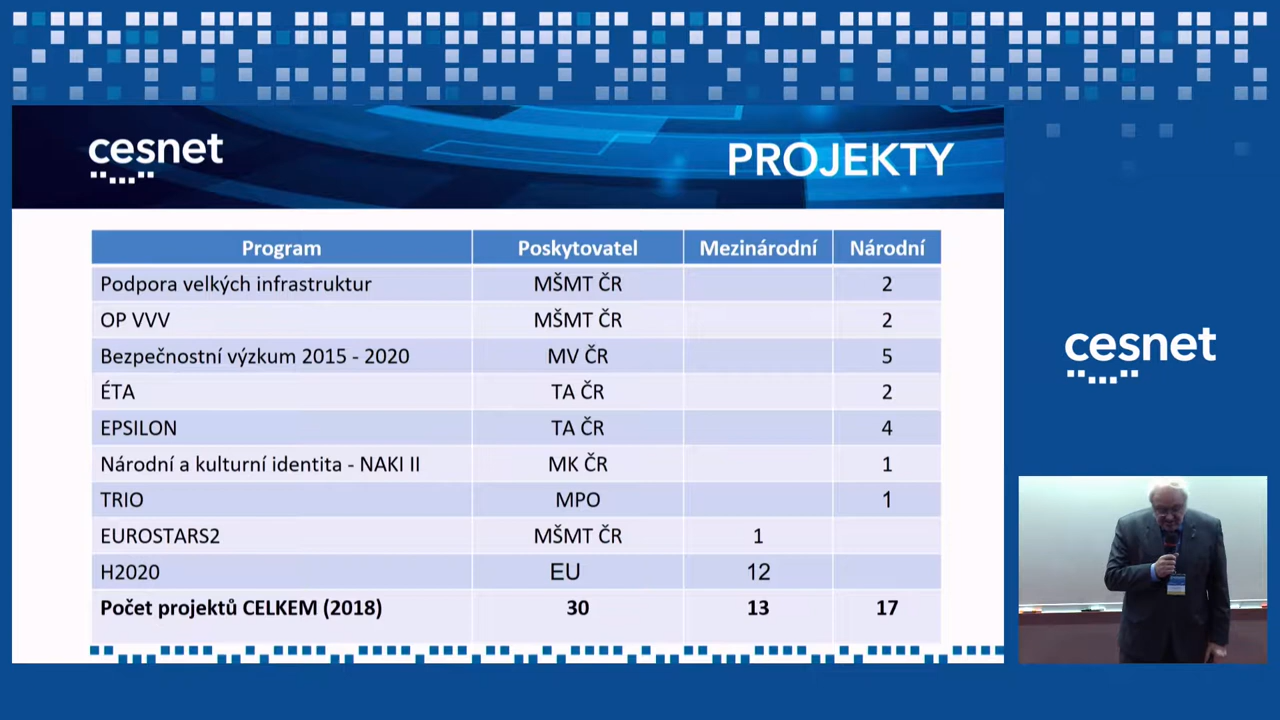 cesnet
PROJEKTY
Program Poskytovatel Mezinárodní Národní
Podpora velkých infrastruktur MŠMT ČR 2
OP VVV MŠMT ČR 2
Bezpečnostní výzkum 2015 - 2020 MV ČR 5
ÉTA TA ČR 2
EPSILON TA ČR 4
Národní a kulturní identita - NAKI II MK ČR 1
TRIO MPO 1
EUROSTARS2 MŠMT ČR 1
H2020 EU 12
Počet projektů CELKEM (2018) 30 13 17
cesnet